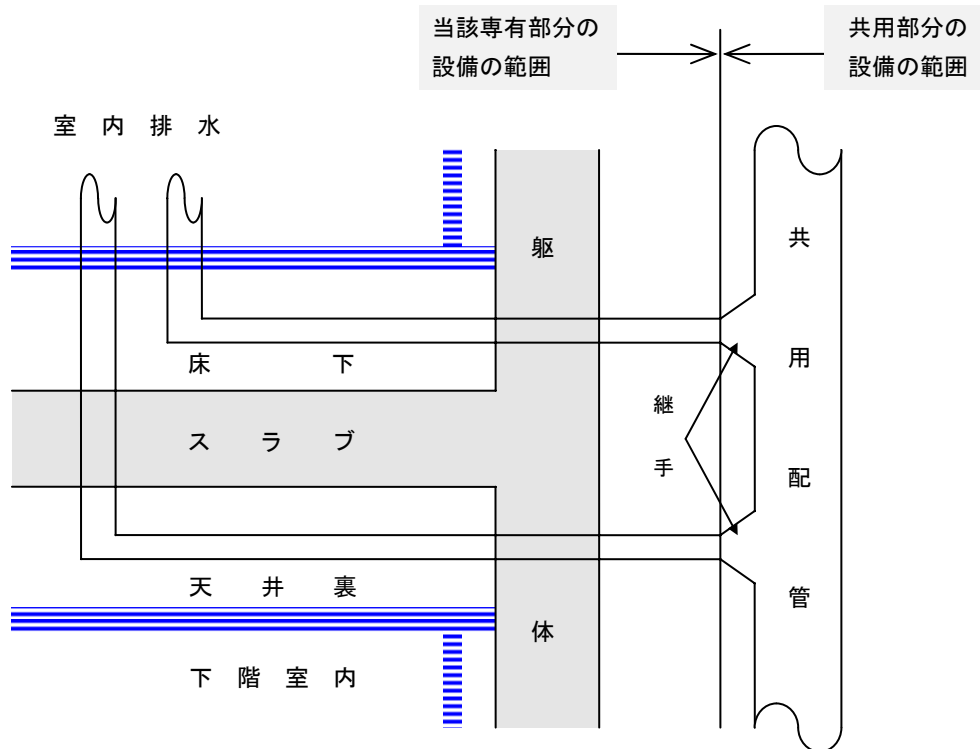 当該専有部分の
設備の範囲
共用部分の
設備の範囲
室内排水
躯体
共用配管
床下
スラブ
継手
天井裏
下階室内